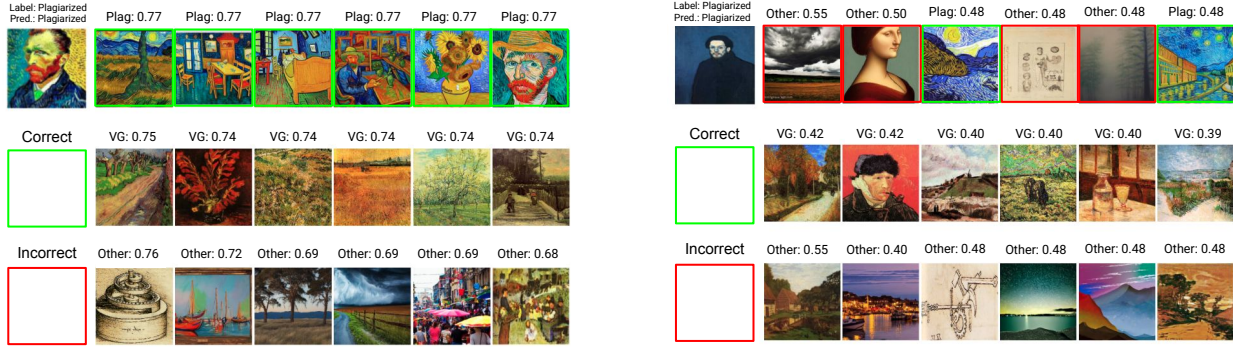 Label: Plagiarized
Pred.: Plagiarized
Plag: 0.77 Plag: 0.77 Plag: 0.77 Plag: 0.77 Plag: 0.77 Plag: 0.77
Correct
VG: 0.75 VG: 0.74 VG: 0.74 VG: 0.74 VG: 0.74 VG: 0.74
Incorrect
Other: 0.76 Other: 0.72 Other: 0.69 Other: 0.69 Other: 0.69 Other: 0.68
Label: Plagiarized
Pred.: Plagiarized
Other: 0.55 Other: 0.50 Plag: 0.48 Other: 0.48 Other: 0.48 Plag: 0.48
Correct
VG: 0.42 VG: 0.42 VG: 0.40 VG: 0.40 VG: 0.40 VG: 0.39
Incorrect
Other: 0.55 Other: 0.40 Other: 0.48 Other: 0.48 Other: 0.48 Other: 0.48